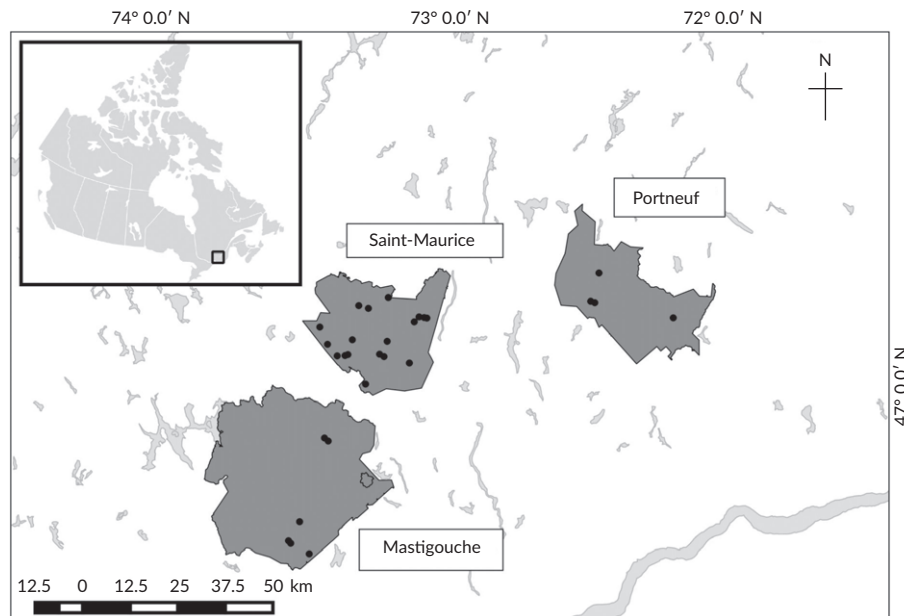 74° 0.0′ N 73° 0.0′ N 72° 0.0′ N
N
Portneuf
Saint-Maurice
47° 0.0′ N
Mastigouche
12.5 0 12.5 25 37.5 50 km